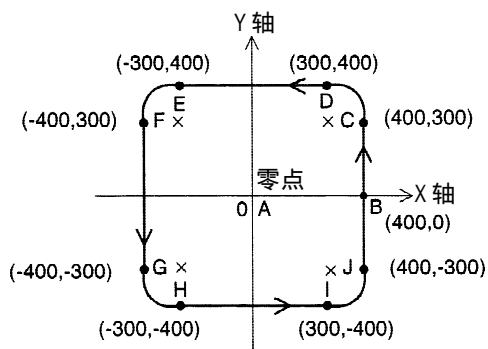 Y轴
(-300,400) (300,400)
E D
(-400,300) F × × C (400,300)
零点
X轴
0 A B
(400,0)
(-400,-300) G × × J (400,-300)
H I
(-300,-400) (300,-400)